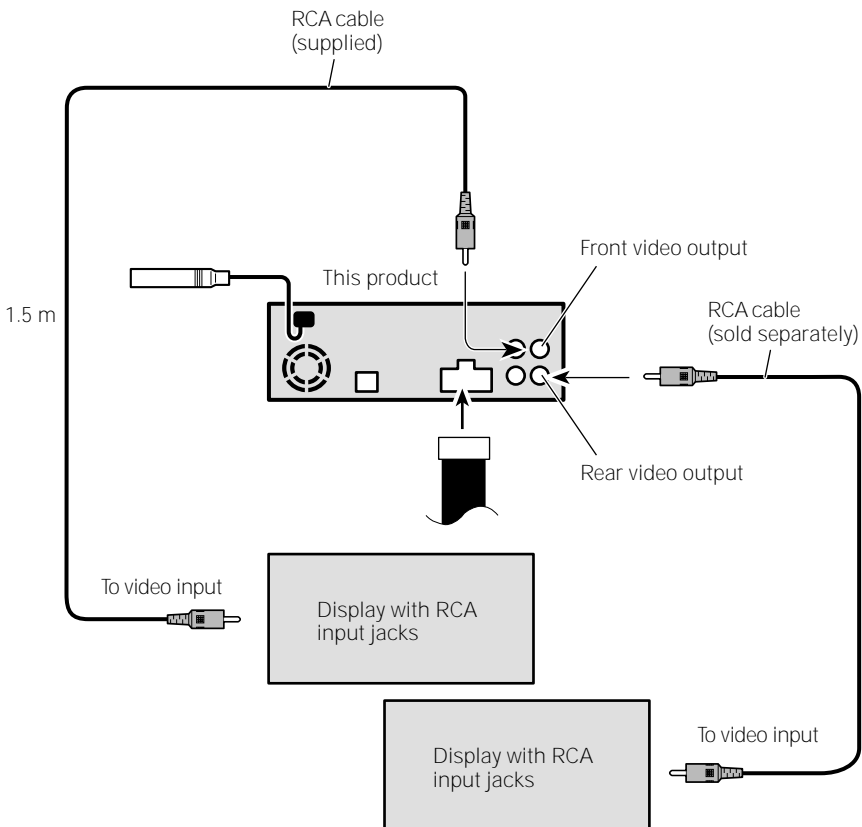 RCA cable
(supplied)
Front video output
This product
1.5 m
RCA cable
(sold separately)
Rear video output
To video input
Display with RCA
input jacks
To video input
Display with RCA
input jacks